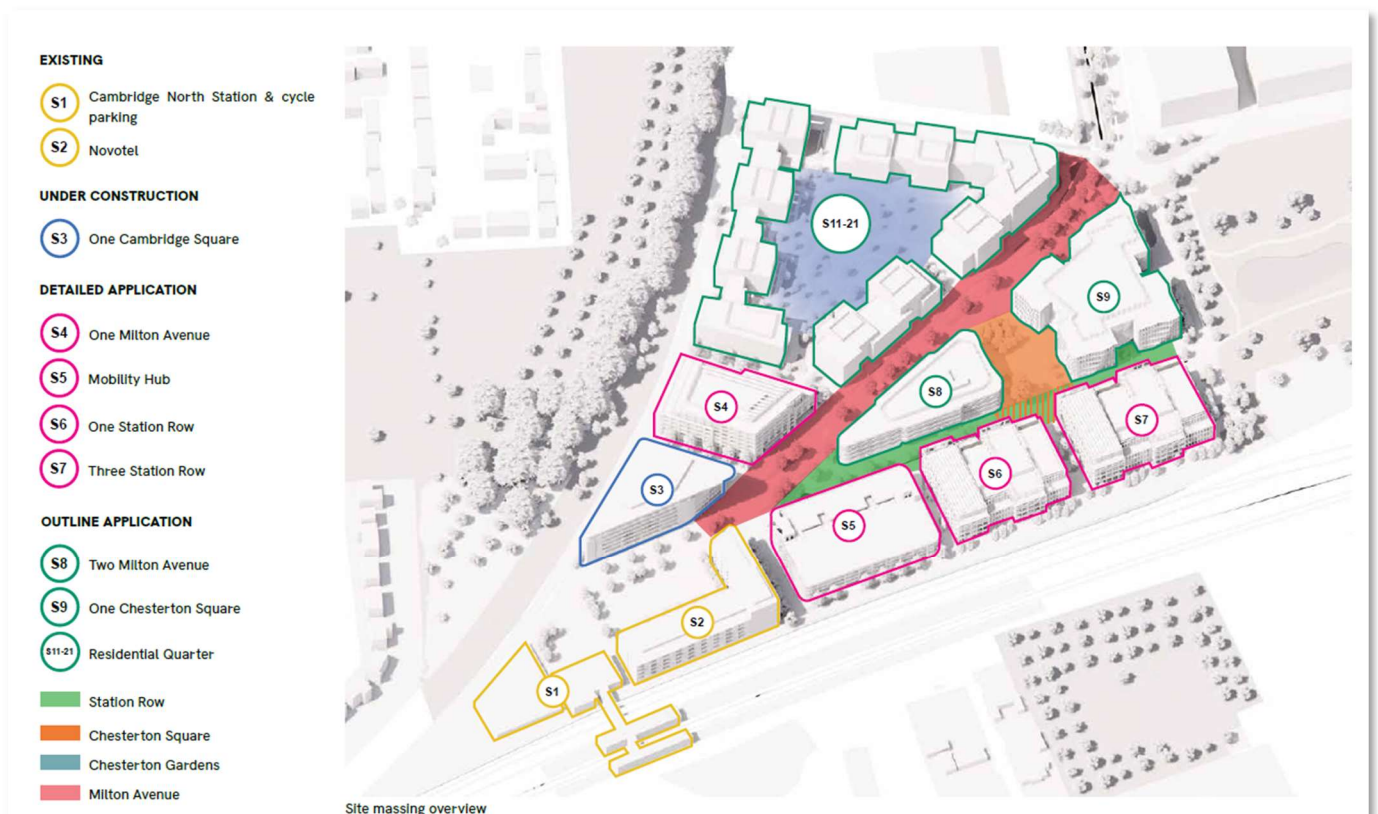 EXISTING
S1 Cambridge North Station & cycle
parking
S2 Novotel
UNDER CONSTRUCTION
S3 One Cambridge Square
DETAILED APPLICATION
S4 One Milton Avenue
S5 Mobility Hub
S6 One Station Row
S7 Three Station Row
OUTLINE APPLICATION
S8 Two Milton Avenue
S9 One Chesterton Square
S11-21 Residential Quarter
Station Row
Chesterton Square
Chesterton Gardens
Milton Avenue
S11-21
S9
S8
S4
S7
S6
S3
S5
S2
S1
Site massing overview